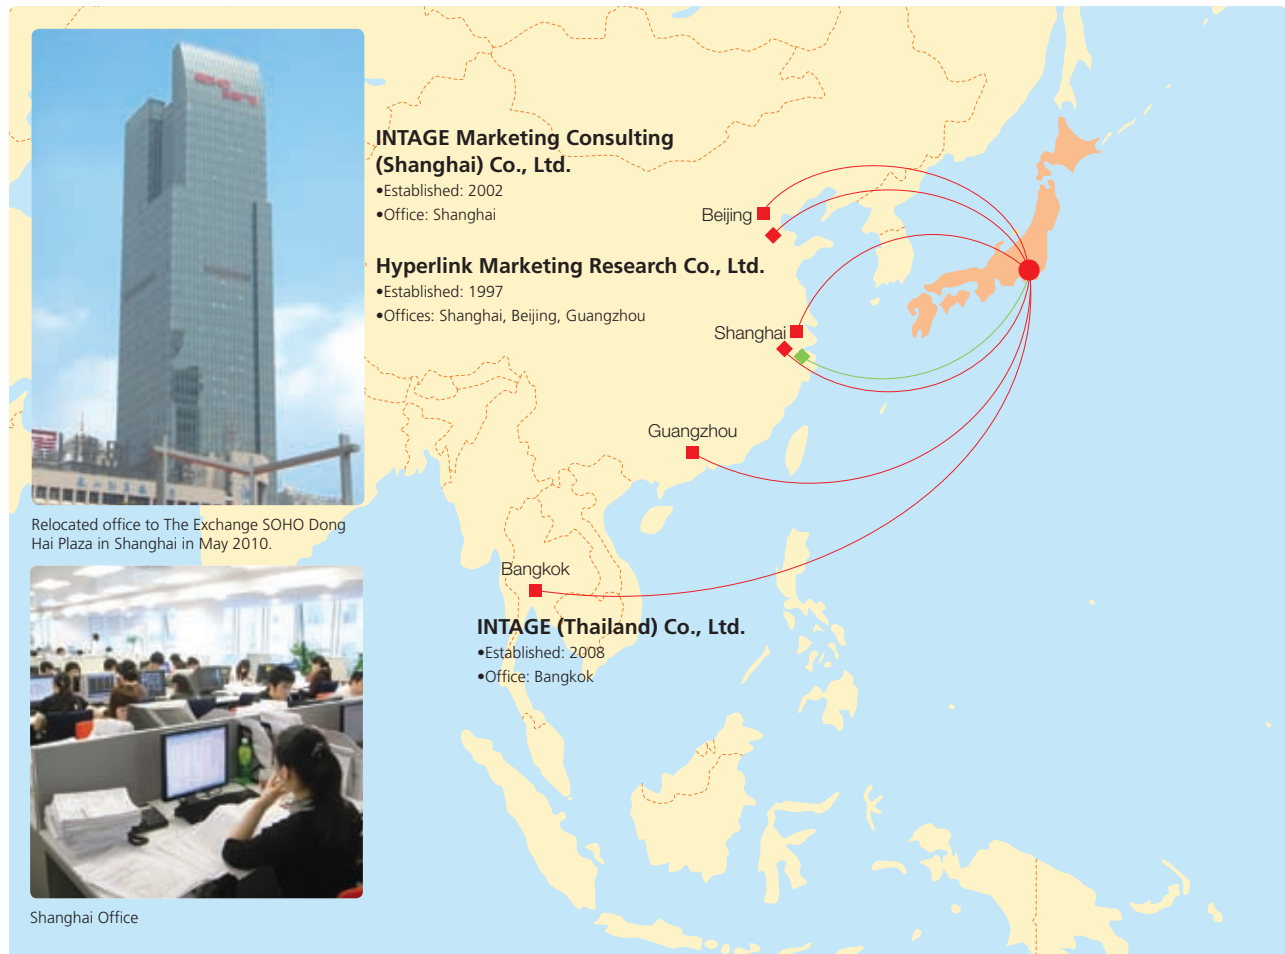 INTAGE Marketing Consulting
(Shanghai) Co., Ltd.
•Established: 2002
•Office: Shanghai
Hyperlink Marketing Research Co., Ltd.
•Established: 1997
•Offices: Shanghai, Beijing, Guangzhou
Beijing
Shanghai
Guangzhou
Bangkok
INTAGE (Thailand) Co., Ltd.
•Established: 2008
•Office: Bangkok
Relocated office to The Exchange SOHO Dong
Hai Plaza in Shanghai in May 2010.
Shanghai Office